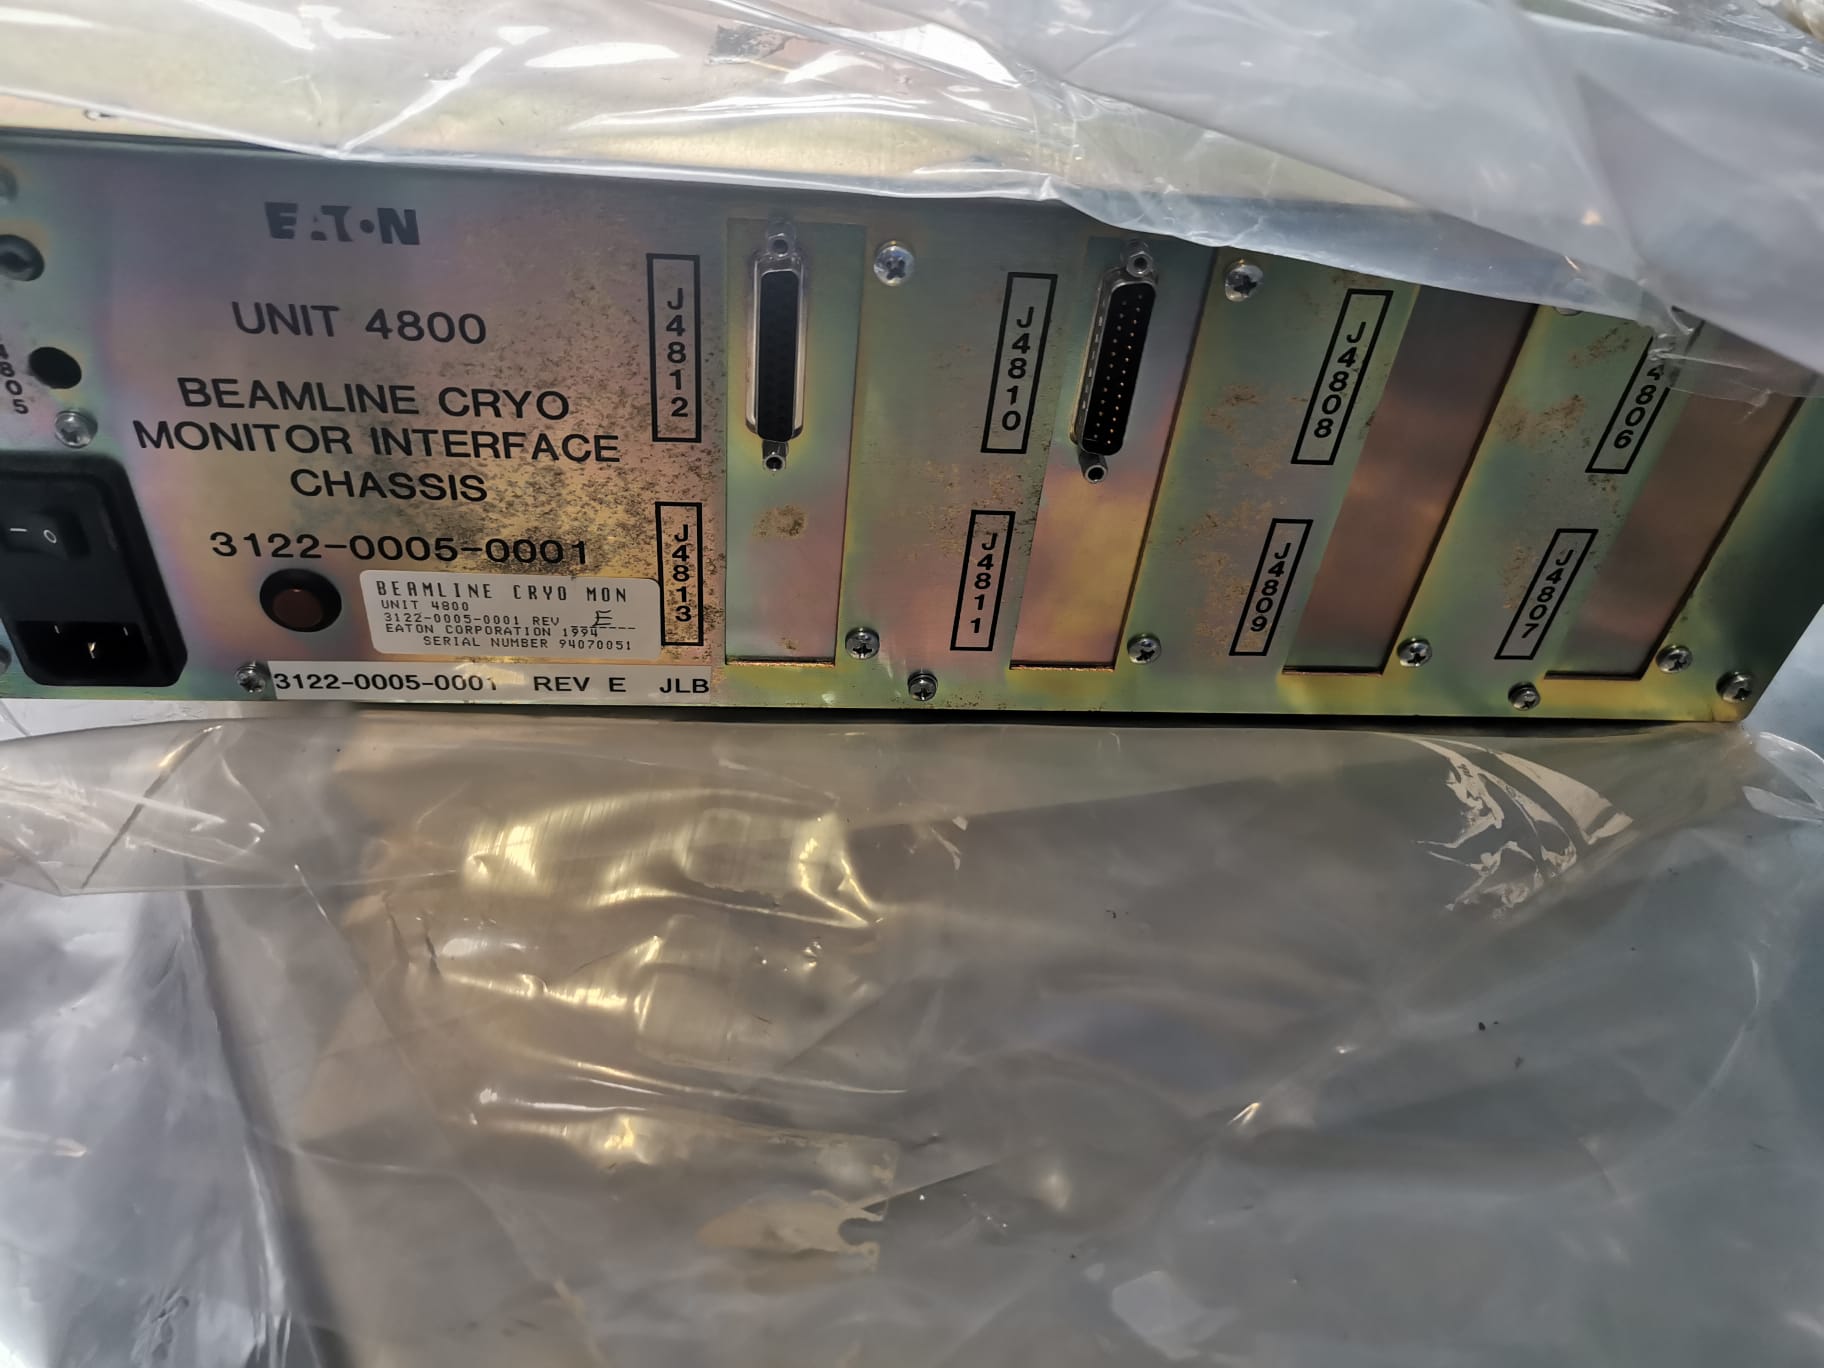 EATON
UNIT 4800
BEAMLINE CRYO
MONITOR INTERFACE
CHASSIS
3122-0005-0001
BEAMLINE CRYO MON
UNIT 4800
3122-0005-0001 REV E
EATON CORPORATION 1994
SERIAL NUMBER 94070051
3122-0005-0001 REV E JLB
4805
I O
J4812
J4813
J4810
J4811
J4808
J4809
4806
J4807